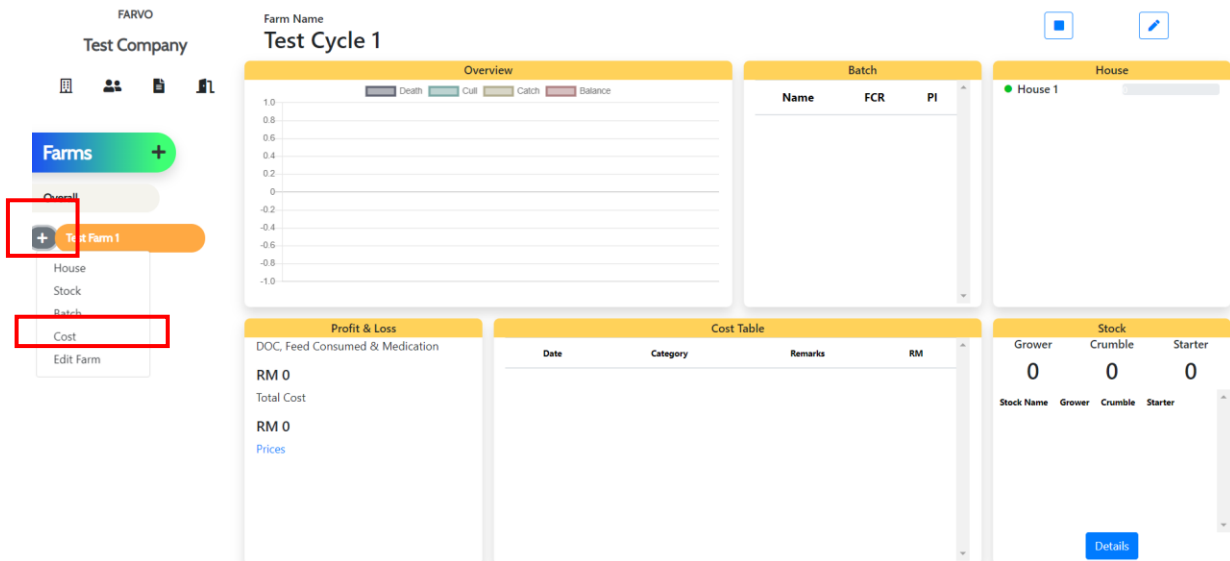 FARVO
Test Company
Farms +
Overall
+ Test Farm 1
House
Stock
Batch
Cost
Edit Farm
Farm Name
Test Cycle 1
Overview
Death Cull Catch Balance
1.0
0.8
0.6
0.4
0.2
0
-0.2
-0.4
-0.6
-0.8
-1.0
Batch
Name FCR PI
House
House 1
Profit & Loss
DOC, Feed Consumed & Medication
RM 0
Total Cost
RM 0
Prices
Cost Table
Date Category Remarks RM
Stock
Grower Crumble Starter
0 0 0
Stock Name Grower Crumble Starter
Details